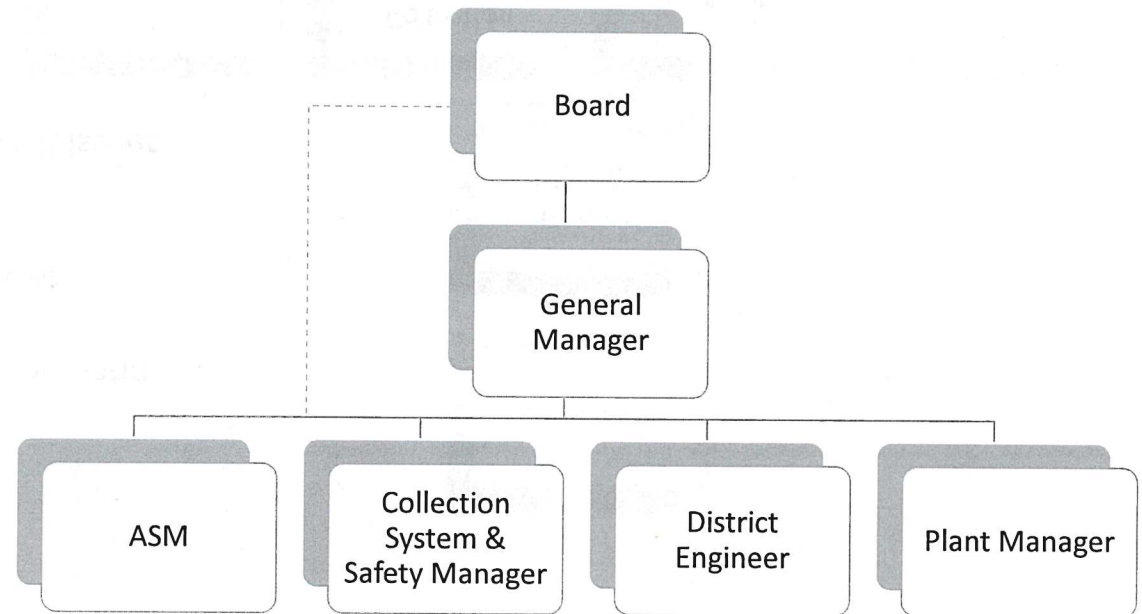 Board
General
Manager
ASM
Collection
System &
Safety Manager
District
Engineer
Plant Manager